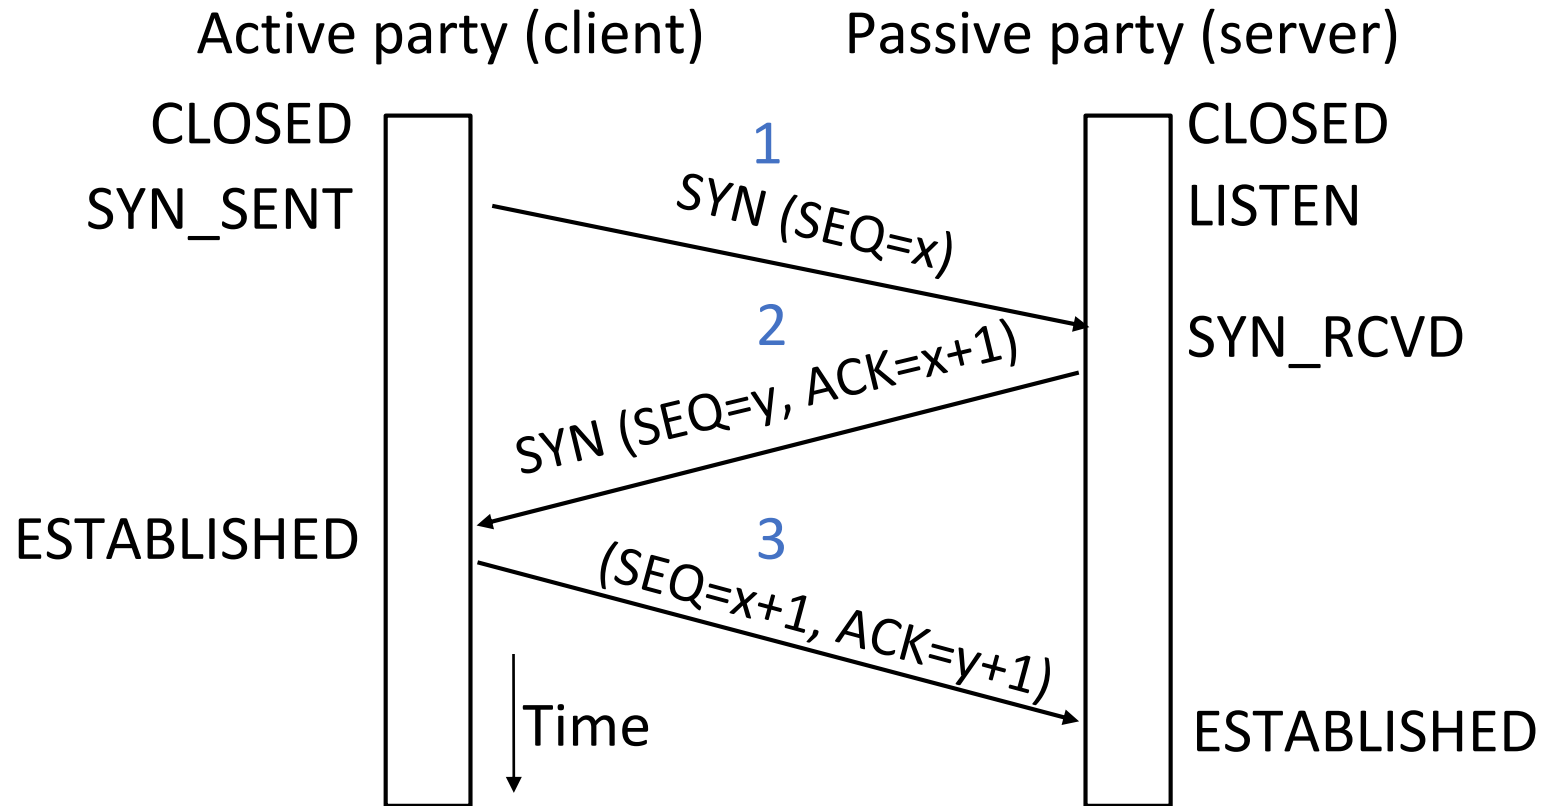 Active party (client)
Passive party (server)
CLOSED
CLOSED
1
SYN_SENT
SYN (SEQ=x)
LISTEN
2
SYN_RCVD
SYN (SEQ=y, ACK=x+1)
ESTABLISHED
3
(SEQ=x+1, ACK=y+1)
Time
ESTABLISHED